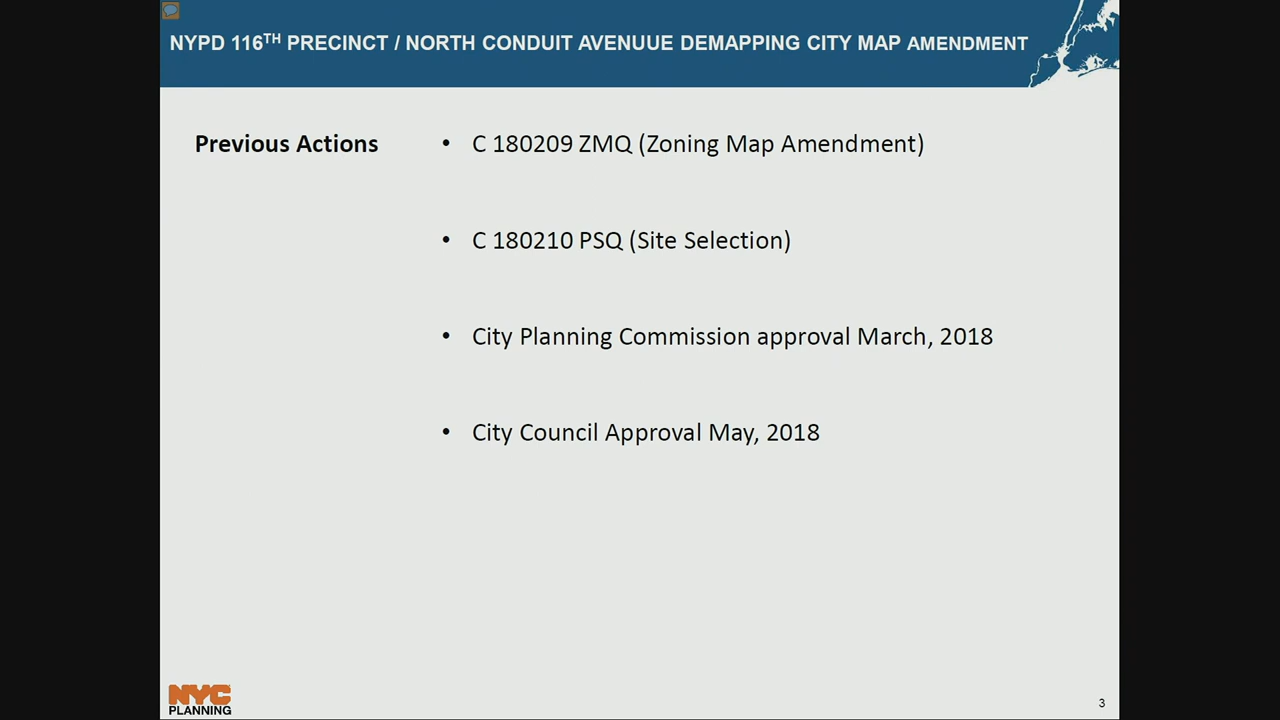 NYPD 116TH PRECINCT / NORTH CONDUIT AVENUUE DEMAPPING CITY MAP AMENDMENT
Previous Actions
• C 180209 ZMQ (Zoning Map Amendment)
• C 180210 PSQ (Site Selection)
• City Planning Commission approval March, 2018
• City Council Approval May, 2018
NYC
PLANNING
3